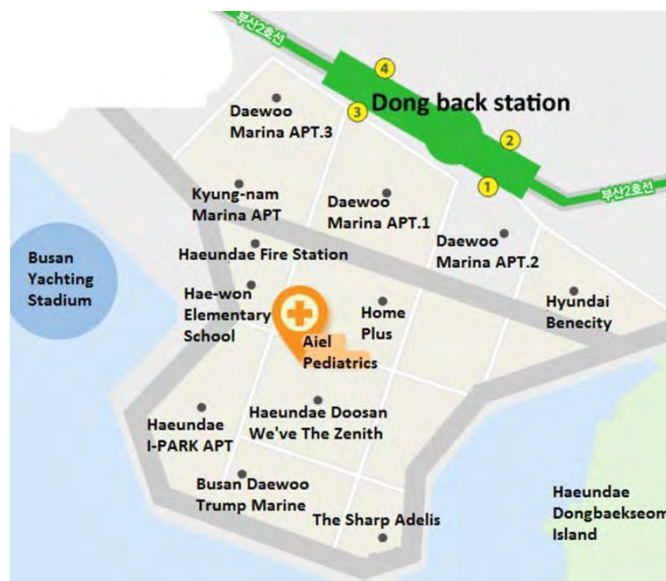 부산2호선
4
Dong back station
3
2
1
부산2호선
Daewoo
Marina APT.3
Kyung-nam
Marina APT
Daewoo
Marina APT.1
Daewoo
Marina APT.2
Haeundae Fire Station
Busan
Yachting
Stadium
Hae-won
Elementary
School
Home
Plus
Hyundai
Benecity
Aiel
Pediatrics
Haeundae
I-PARK APT
Haeundae Doosan
We've The Zenith
Busan Daewoo
Trump Marine
The Sharp Adelis
Haeundae
Dongbaekseom
Island